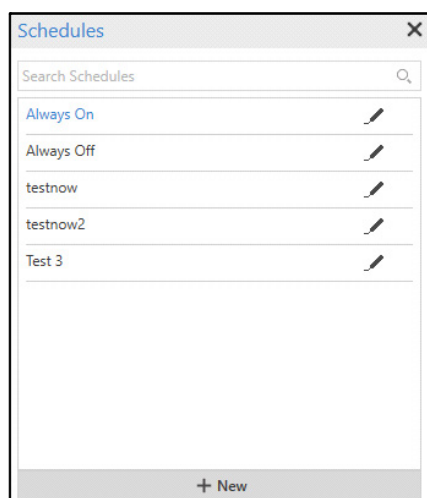 Schedules
Search Schedules
Always On
Always Off
testnow
testnow2
Test 3
+ New